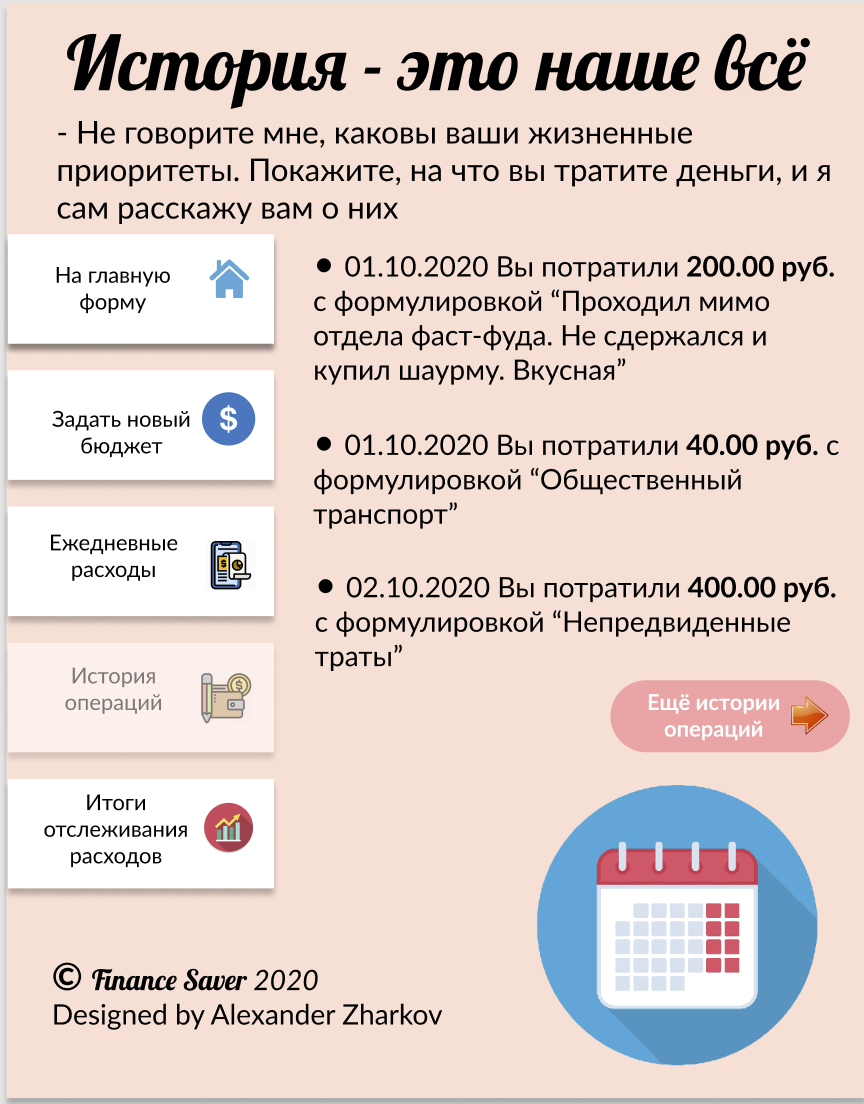 История - это наше всё
- Не говорите мне, каковы ваши жизненные
приоритеты. Покажите, на что вы тратите деньги, и я
сам расскажу вам о них
На главную
форму
Задать новый
бюджет
$
Ежедневные
расходы
История
операций
Итоги
отслеживания
расходов
● 01.10.2020 Вы потратили 200.00 руб.
с формулировкой “Проходил мимо
отдела фаст-фуда. Не сдержался и
купил шаурму. Вкусная”
● 01.10.2020 Вы потратили 40.00 руб. с
формулировкой “Общественный
транспорт”
● 02.10.2020 Вы потратили 400.00 руб.
с формулировкой “Непредвиденные
траты”
Ещё истории
операций
© Finance Saver 2020
Designed by Alexander Zharkov